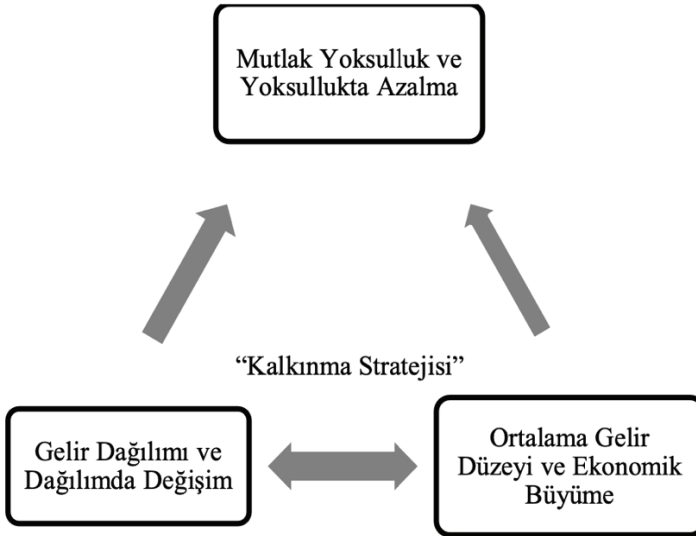 Mutlak Yoksulluk ve
Yoksullukta Azalma
“Kalkınma Stratejisi”
Gelir Dağılımı ve
Dağılımda Değişim
Ortalama Gelir
Düzeyi ve Ekonomik
Büyüme